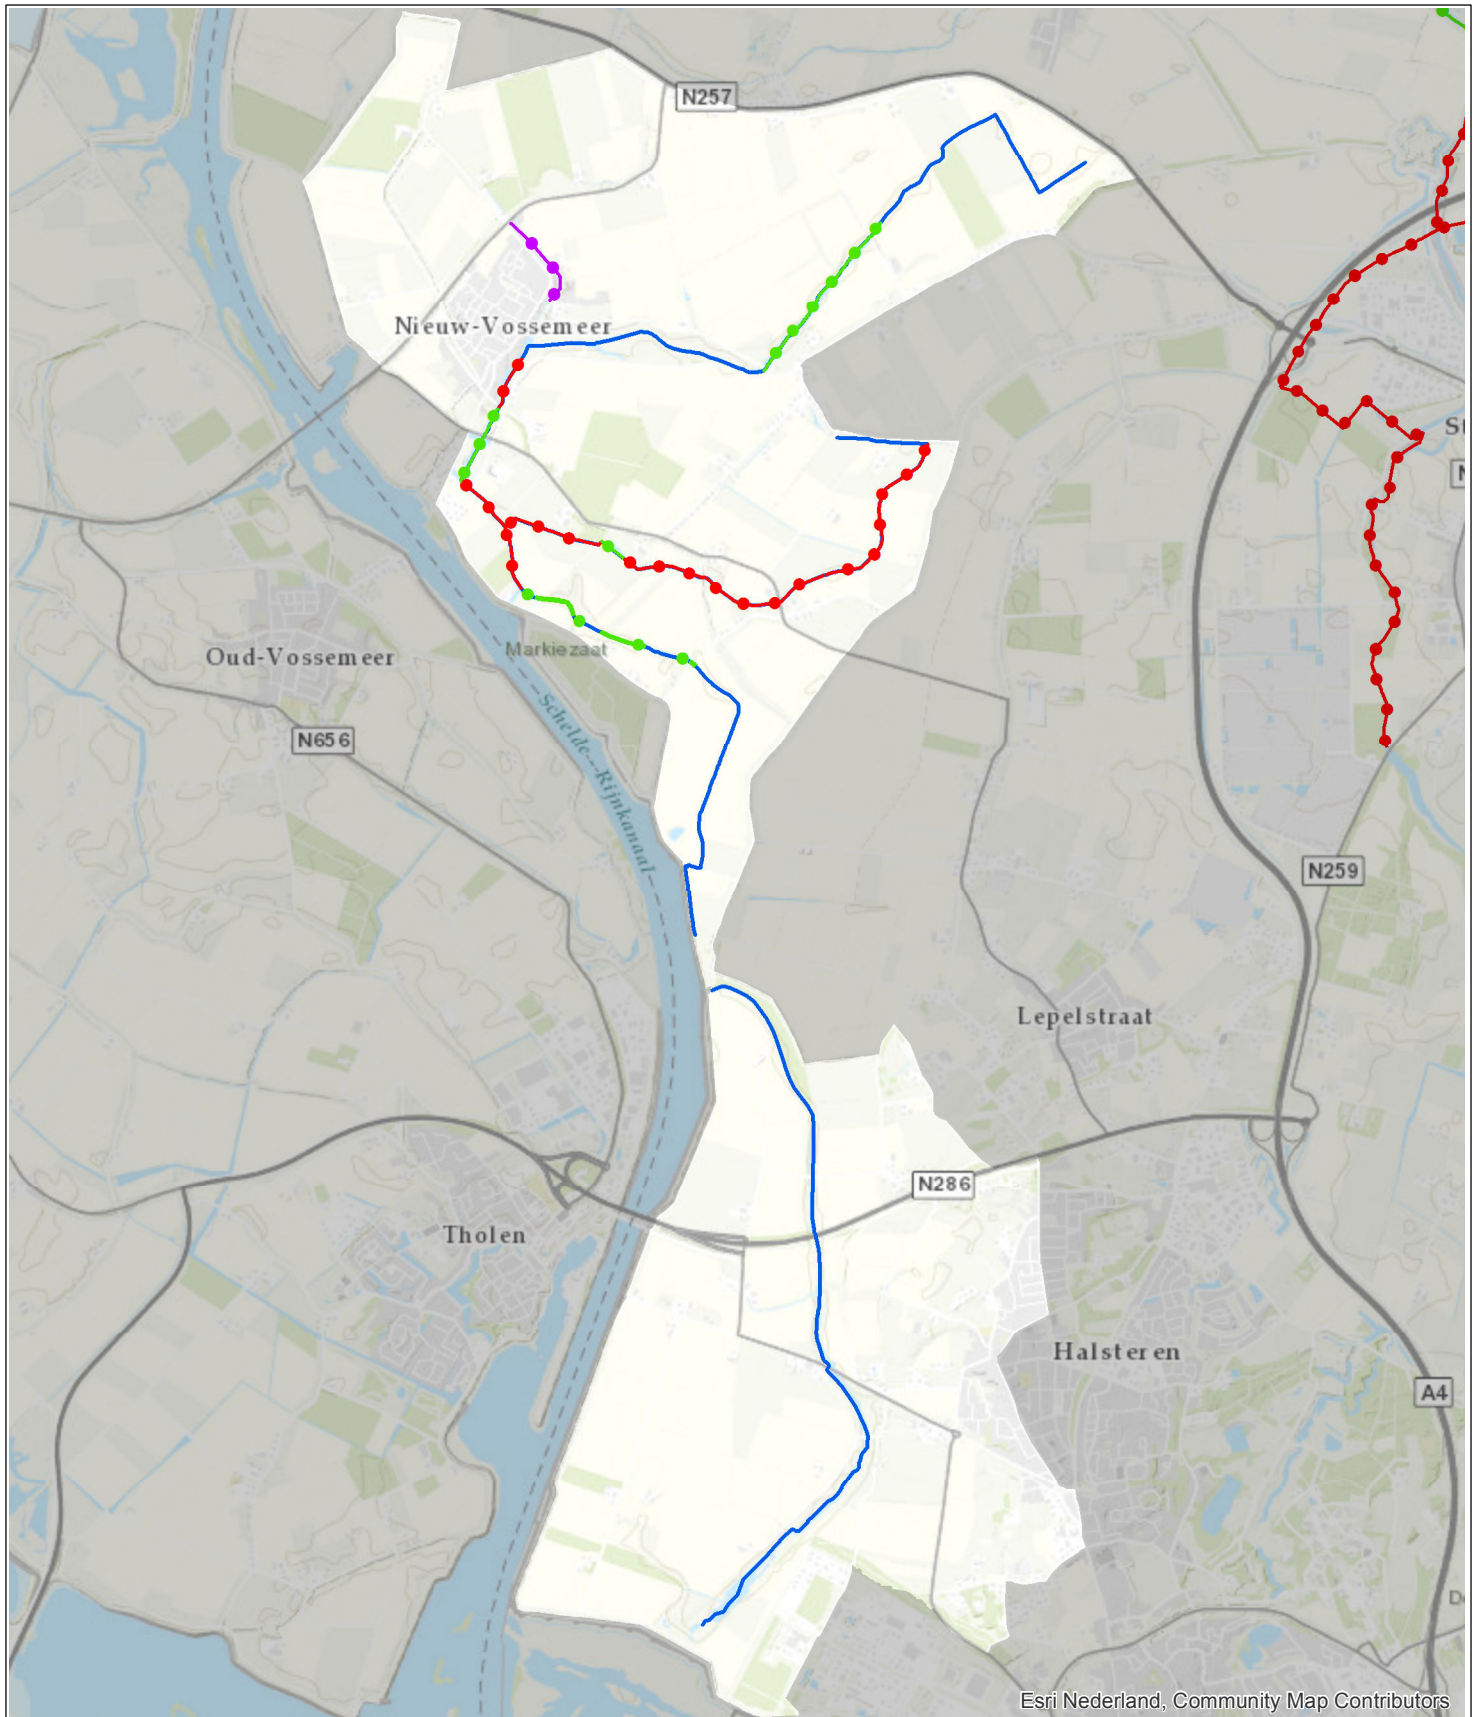 N257
Nieuw-Vossemeer
St
N
Oud-Vossemeer
Markiezaat
N656
Schelde-Rijnkanaal
N259
Lepelstraat
N286
Tholen
Halsteren
A4
Esri Nederland, Community Map Contributors